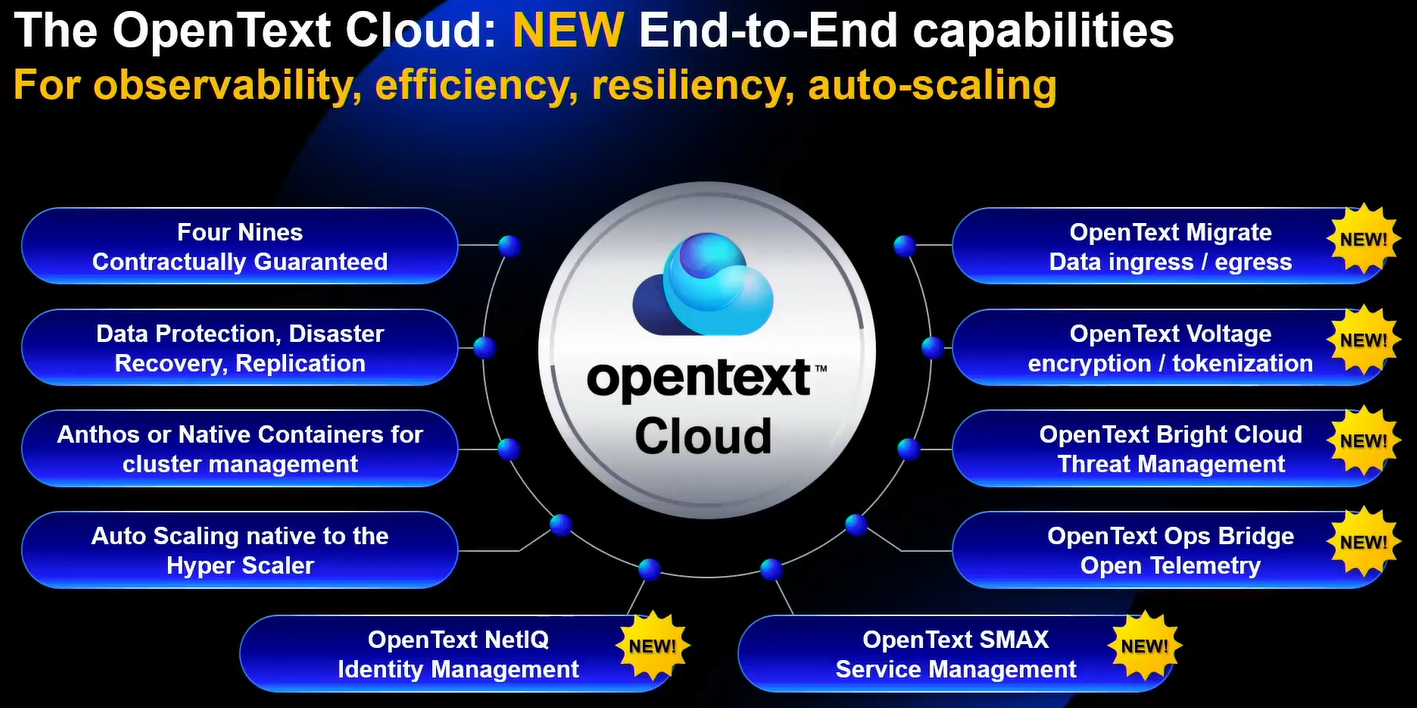 The OpenText Cloud: NEW End-to-End capabilities
For observability, efficiency, resiliency, auto-scaling
Four Nines
Contractually Guaranteed
Data Protection, Disaster
Recovery, Replication
Anthos or Native Containers for
cluster management
Auto Scaling native to the
Hyper Scaler
OpenText NetIQ
Identity Management
NEW!
opentext™
Cloud
OpenText Migrate
Data ingress / egress
NEW!
OpenText Voltage
encryption / tokenization
NEW!
OpenText Bright Cloud
Threat Management
NEW!
OpenText Ops Bridge
Open Telemetry
NEW!
OpenText SMAX
Service Management
NEW!